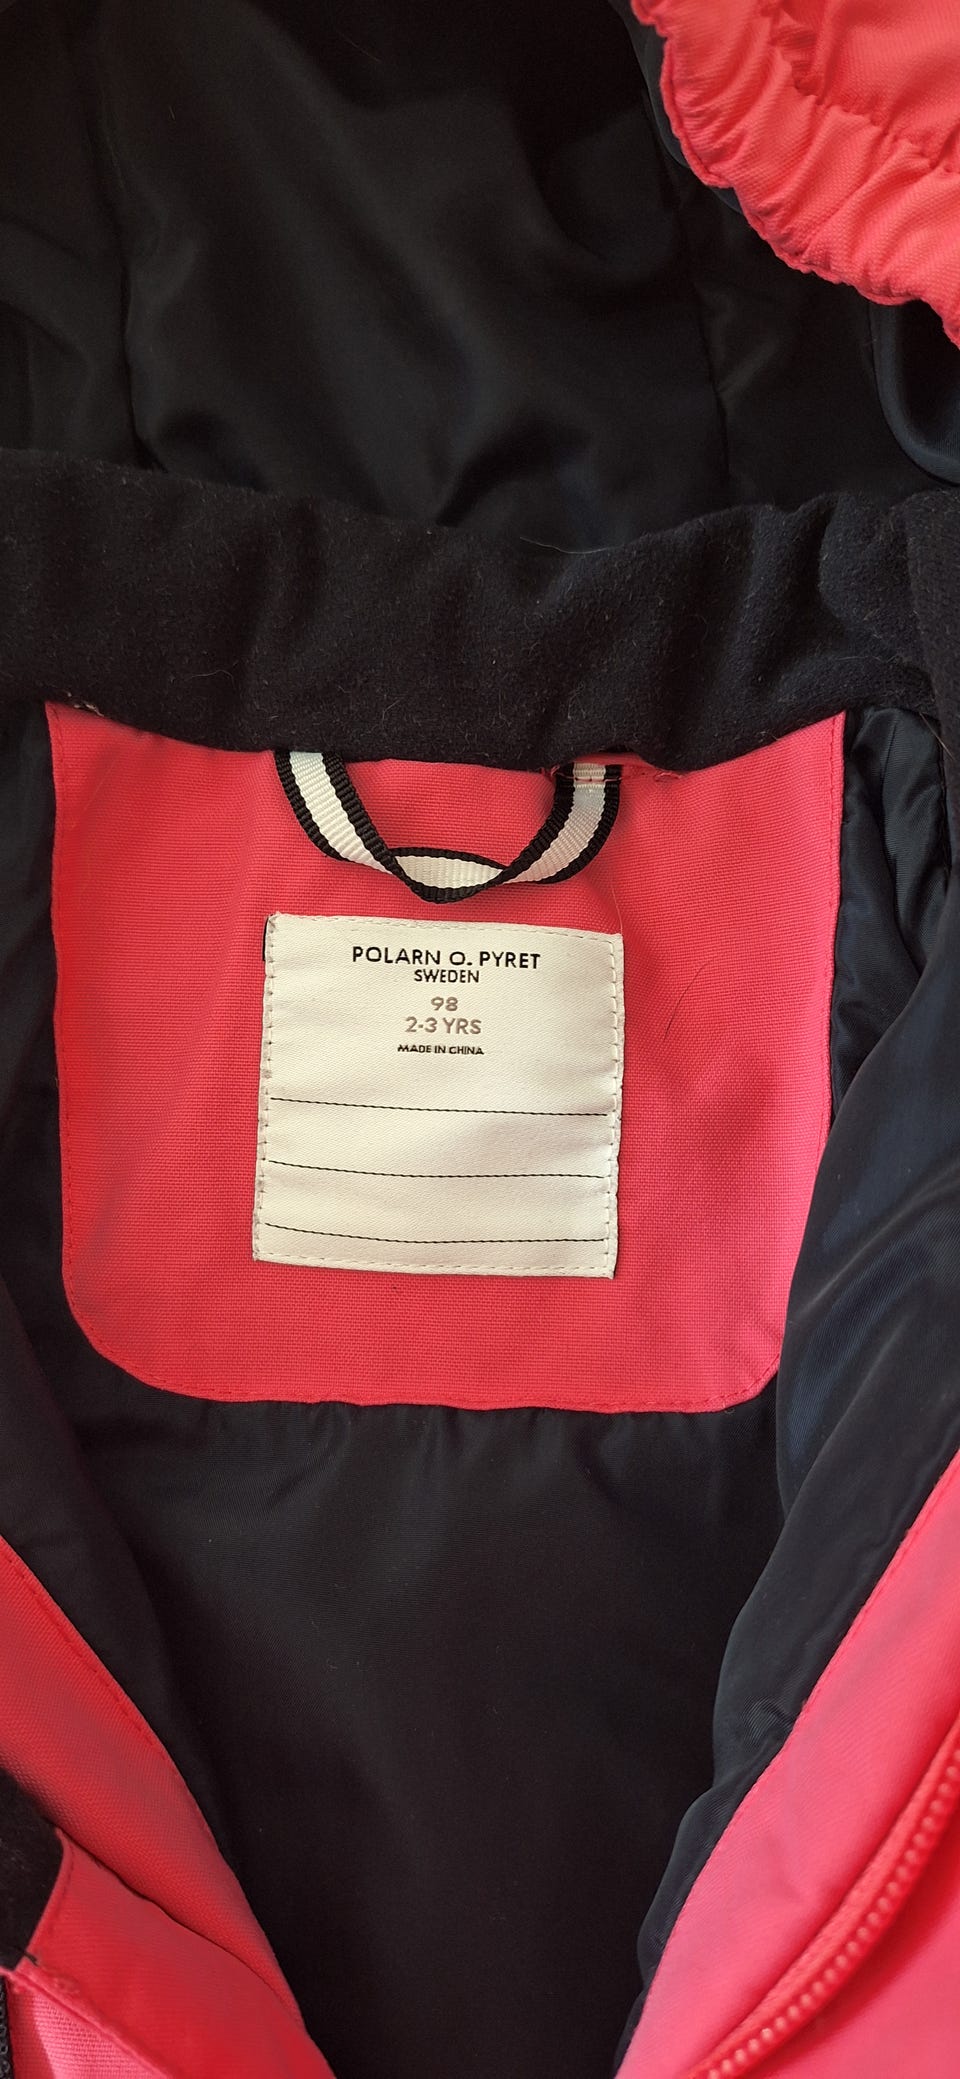 POLARN O. PYRET
SWEDEN
98
2-3 YRS
MADE IN CHINA